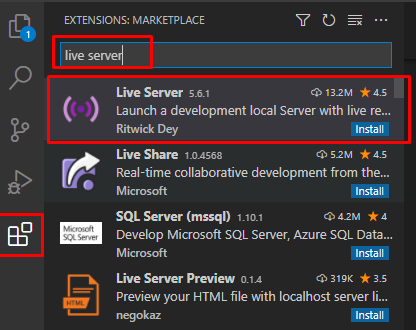 EXTENSIONS: MARKETPLACE
1
live server
Live Server 5.6.1 13.2M 4.5
Launch a development local Server with live re...
Ritwick Dey Install
Live Share 1.0.4568 5.2M 4.5
Real-time collaborative development from the...
Microsoft Install
Microsoft
SQL Server
SQL Server (mssql) 1.10.1 4.2M 4
Develop Microsoft SQL Server, Azure SQL Data...
Microsoft Install
Live Server Preview 0.1.4 319K 3.5
Preview your HTML file with localhost server li...
negokaz Install